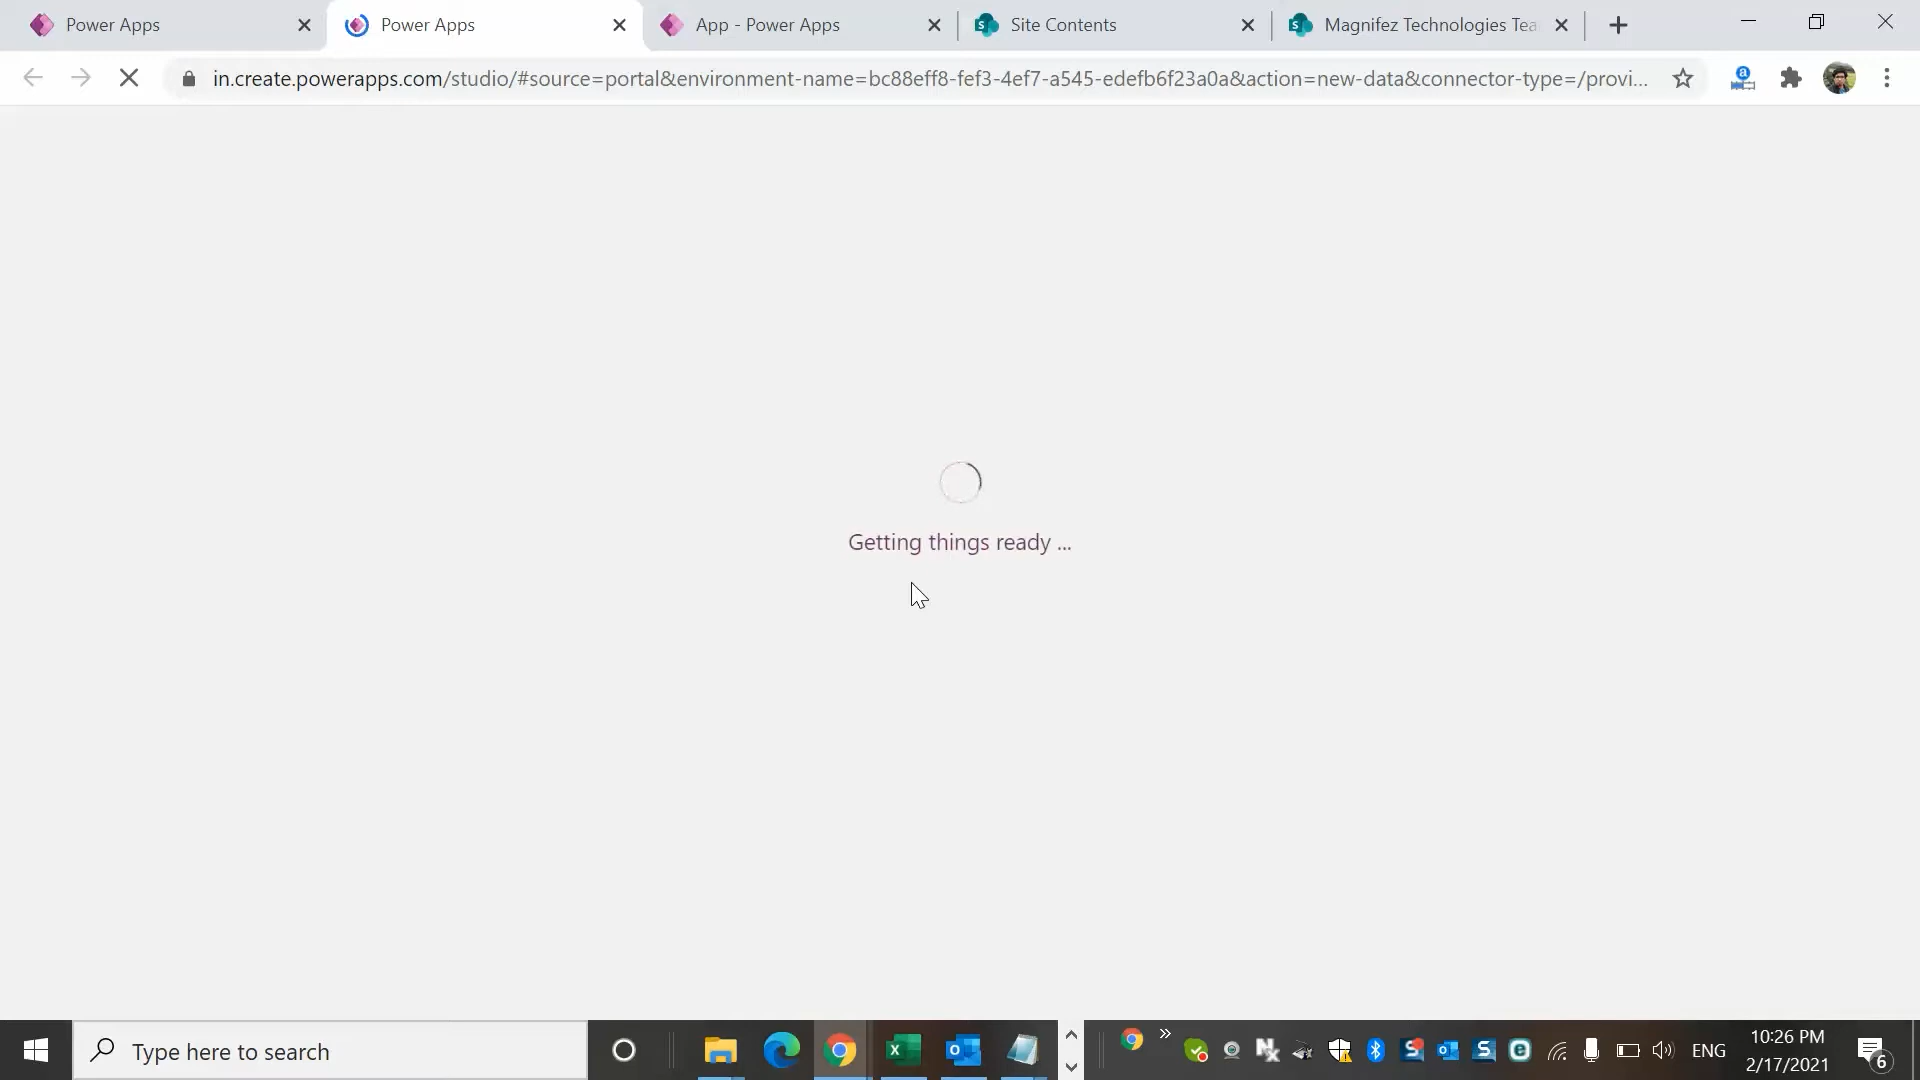 Power Apps
Power Apps
App - Power Apps
Site Contents
Magnifez Technologies Tea
in.create.powerapps.com/studio/#source=portal&environment-name=bc88eff8-fef3-4ef7-a545-edefb6f23a0a&action=new-data&connector-type=/provi...
Getting things ready ...
Type here to search
ENG
10:26 PM
2/17/2021
6